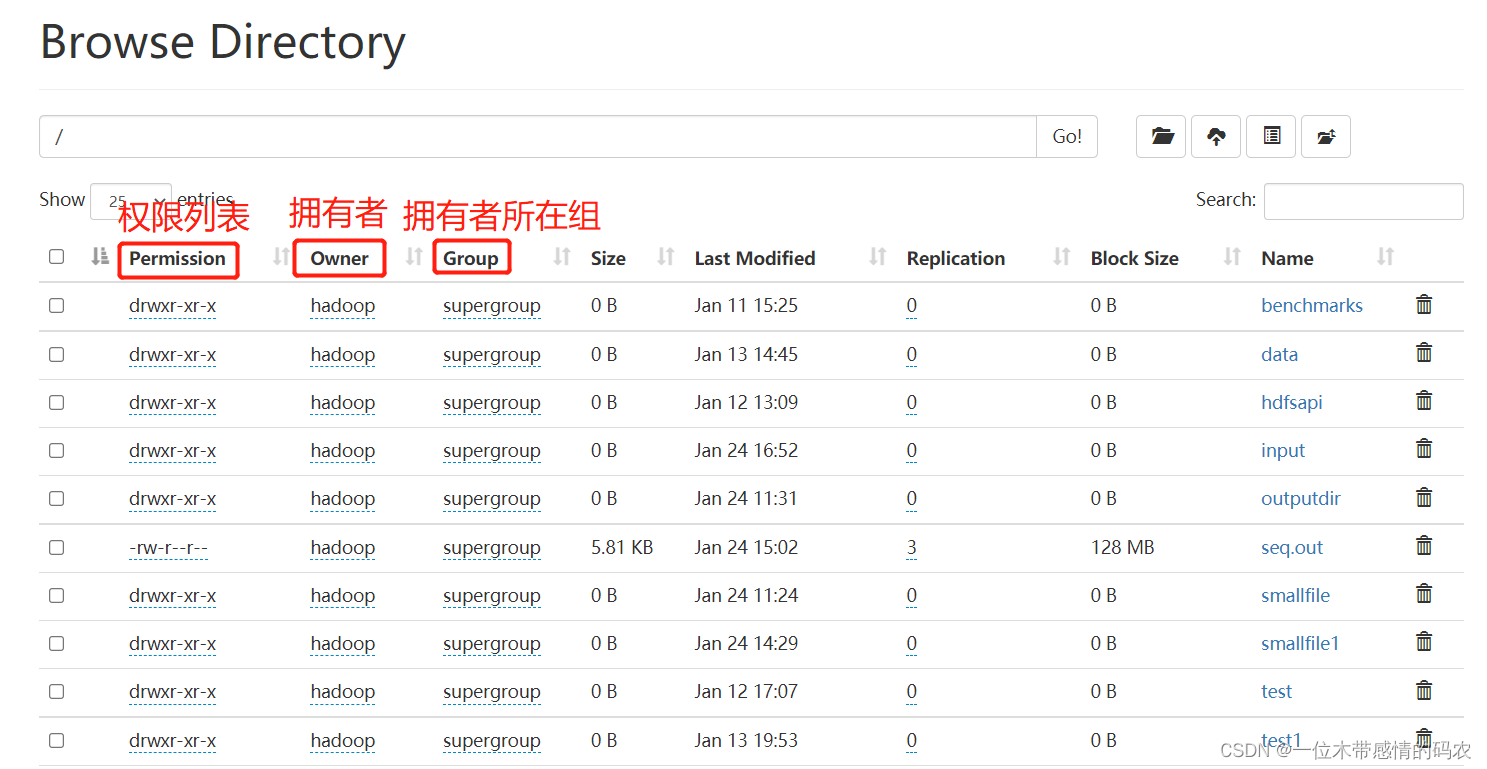 Browse Directory
/ Go!
Show 25 entries Search:
权限列表 拥有者 拥有者所在组
Permission Owner Group Size Last Modified Replication Block Size Name
drwxr-xr-x hadoop supergroup 0 B Jan 11 15:25 0 0 B benchmarks
drwxr-xr-x hadoop supergroup 0 B Jan 13 14:45 0 0 B data
drwxr-xr-x hadoop supergroup 0 B Jan 12 13:09 0 0 B hdfsapi
drwxr-xr-x hadoop supergroup 0 B Jan 24 16:52 0 0 B input
drwxr-xr-x hadoop supergroup 0 B Jan 24 11:31 0 0 B outputdir
-rw-r--r-- hadoop supergroup 5.81 KB Jan 24 15:02 3 128 MB seq.out
drwxr-xr-x hadoop supergroup 0 B Jan 24 11:24 0 0 B smallfile
drwxr-xr-x hadoop supergroup 0 B Jan 24 14:29 0 0 B smallfile1
drwxr-xr-x hadoop supergroup 0 B Jan 12 17:07 0 0 B test
drwxr-xr-x hadoop supergroup 0 B Jan 13 19:53 0 0 B test1
CSDN @一位木带感情的码农